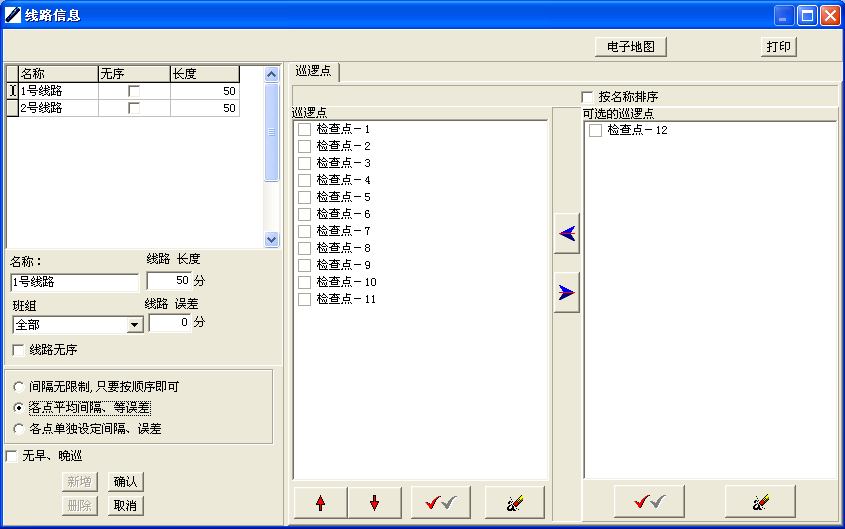 线路信息
电子地图
打印
名称 无序 长度
1号线路 50
2号线路 50
名称：
线路 长度
1号线路
50 分
班组
线路 误差
全部
0 分
线路无序
间隔无限制,只要按顺序即可
各点平均间隔、等误差
各点单独设定间隔、误差
无早、晚巡
新增
确认
删除
取消
巡逻点
按名称排序
巡逻点
检查点－1
检查点－2
检查点－3
检查点－4
检查点－5
检查点－6
检查点－7
检查点－8
检查点－9
检查点－10
检查点－11
可选的巡逻点
检查点－12